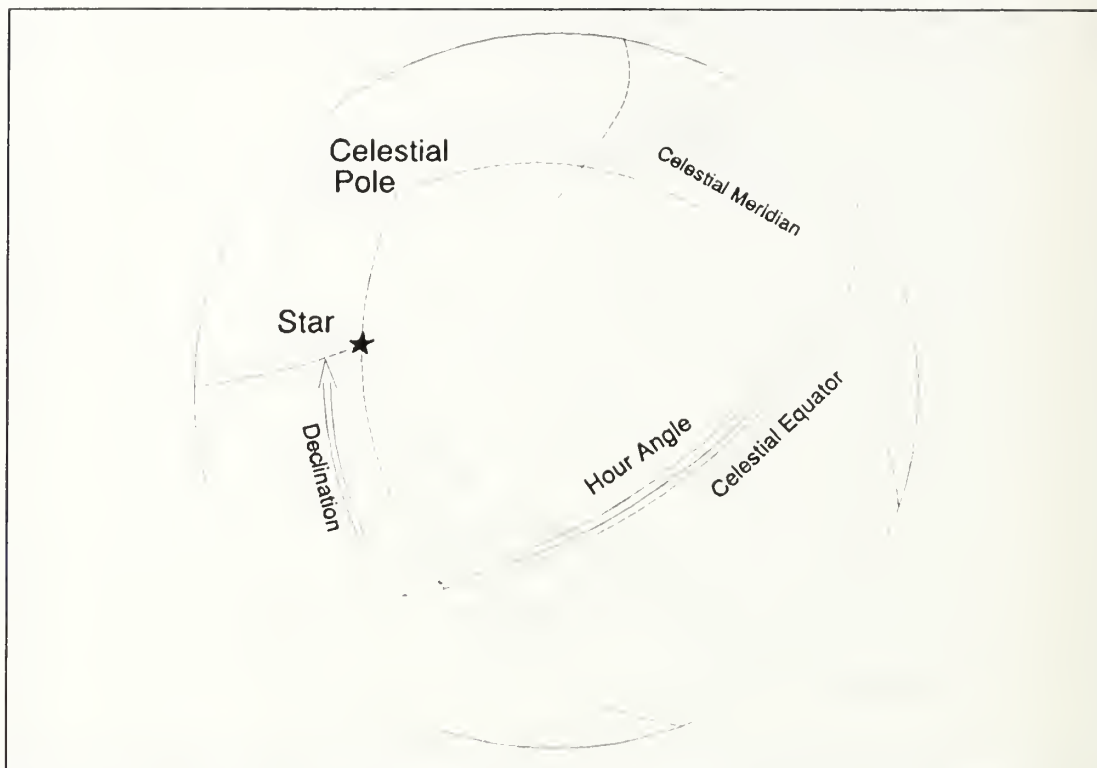 Celestial
Pole
Celestial Meridian
Star
Declination
Hour Angle
Celestial Equator